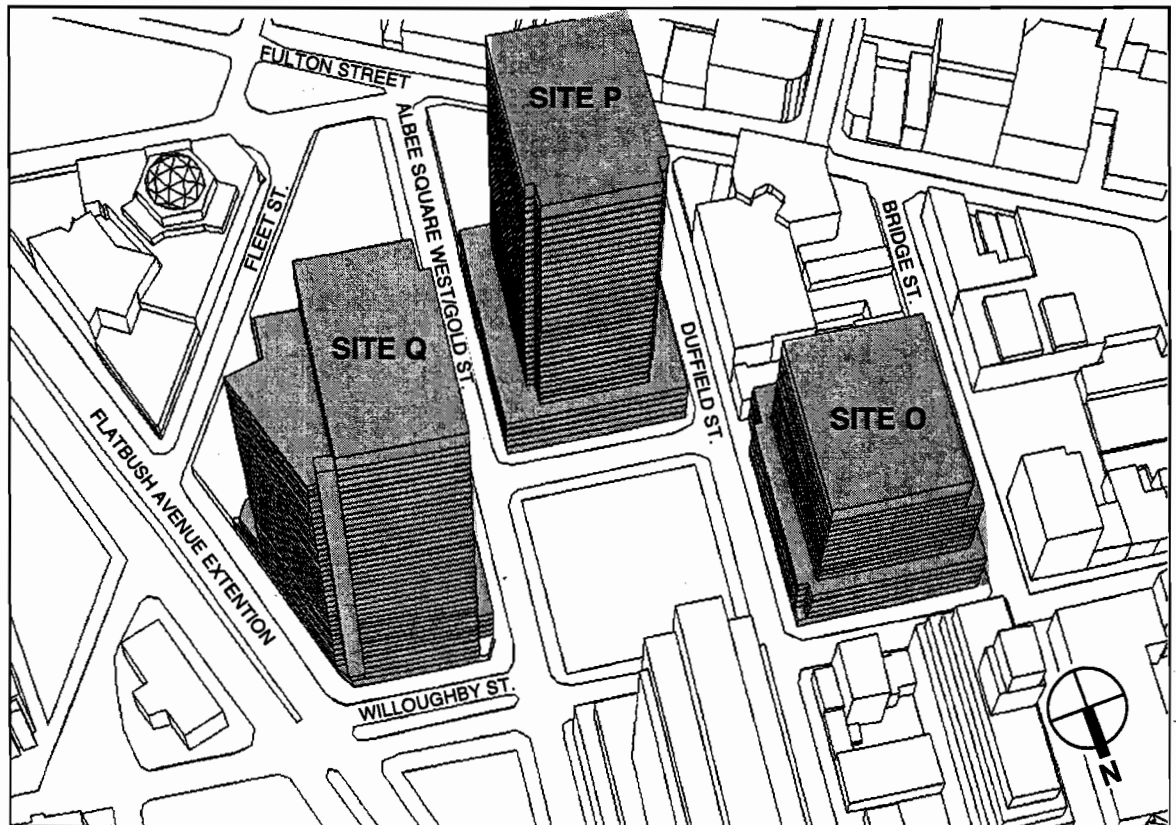 FULTON STREET
SITE P
ALBEE SQUARE WEST/GOLD ST.
FLEET ST.
BRIDGE ST.
SITE Q
DUFFIELD ST.
SITE O
FLATBUSH AVENUE EXTENTION
WILLOUGHBY ST.
N